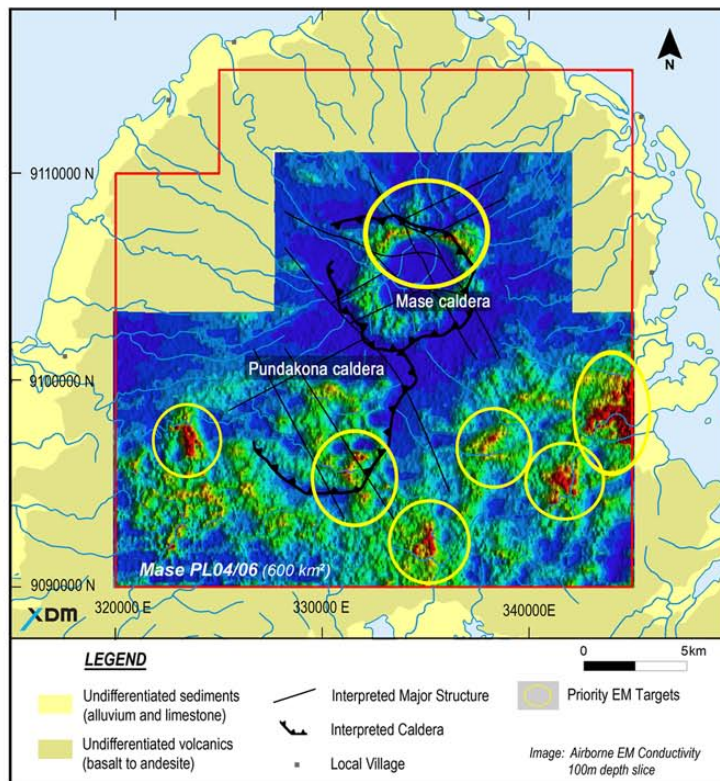 N
9110000 N
Mase caldera
9100000 N
Pundakona caldera
Mase PL04/06 (600 km²)
9090000 N
320000 E
330000 E
340000E
XDM
0
5km
LEGEND
Undifferentiated sediments
(alluvium and limestone)
Undifferentiated volcanics
(basalt to andesite)
Interpreted Major Structure
Interpreted Caldera
Local Village
Priority EM Targets
Image: Airborne EM Conductivity
100m depth slice